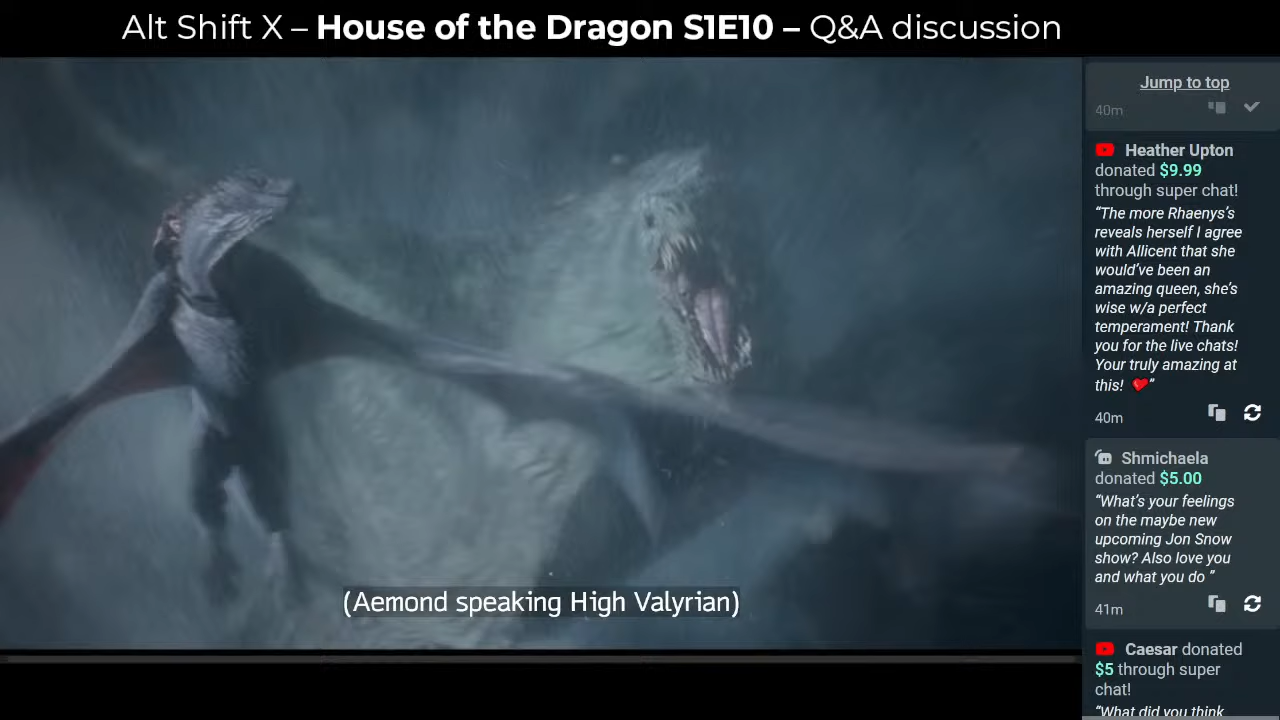 Alt Shift X – House of the Dragon S1E10 – Q&A discussion
(Aemond speaking High Valyrian)
Jump to top
40m
Heather Upton
donated $9.99
through super chat!
“The more Rhaenys’s
reveals herself I agree
with Allicent that she
would’ve been an
amazing queen, she’s
wise w/a perfect
temperament! Thank
you for the live chats!
Your truly amazing at
this! ❤️”
40m
Shmichaela
donated $5.00
“What’s your feelings
on the maybe new
upcoming Jon Snow
show? Also love you
and what you do ”
41m
Caesar donated
$5 through super
chat!
“What did you think